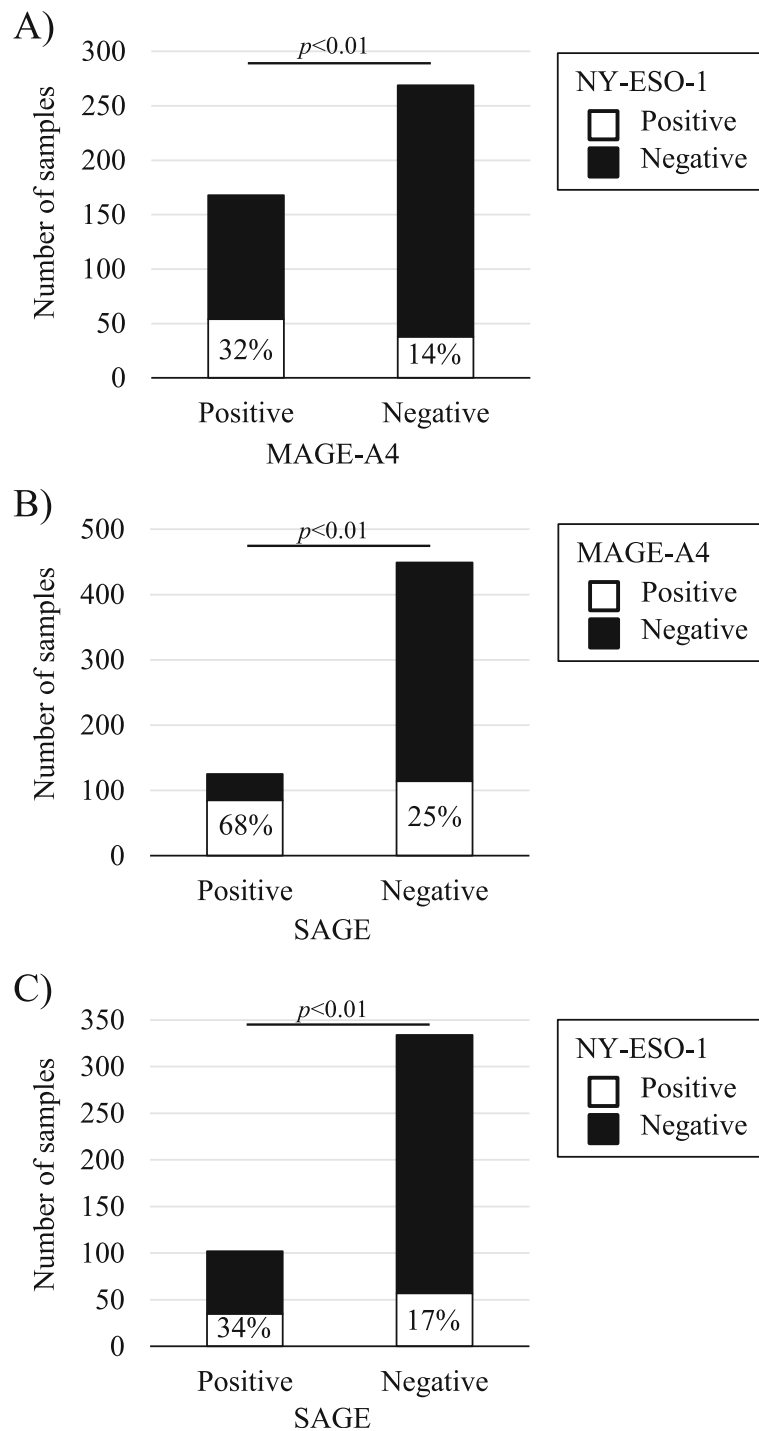 A)
p<0.01
300
250
200
150
100
50
0
Number of samples
32%
14%
Positive
Negative
MAGE-A4
NY-ESO-1
Positive
Negative
B)
p<0.01
500
400
300
200
100
0
Number of samples
68%
25%
Positive
Negative
SAGE
MAGE-A4
Positive
Negative
C)
p<0.01
350
300
250
200
150
100
50
0
Number of samples
34%
17%
Positive
Negative
SAGE
NY-ESO-1
Positive
Negative